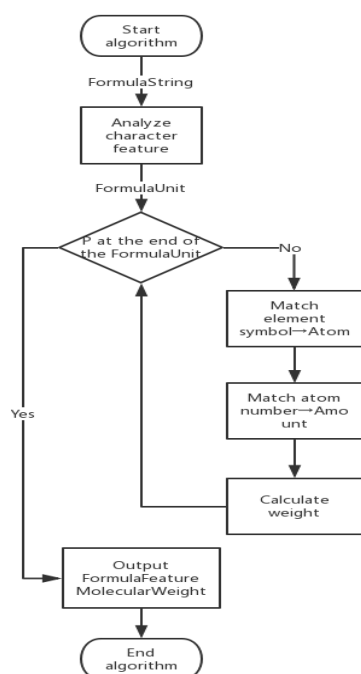 Start
algorithm
FormulaString
Analyze
character
feature
FormulaUnit
P at the end of
the FormulaUnit
No
Match
element
symbol→Atom
Match atom
number→Amo
unt
Yes
Calculate
weight
Output
FormulaFeature
MolecularWeight
End
algorithm